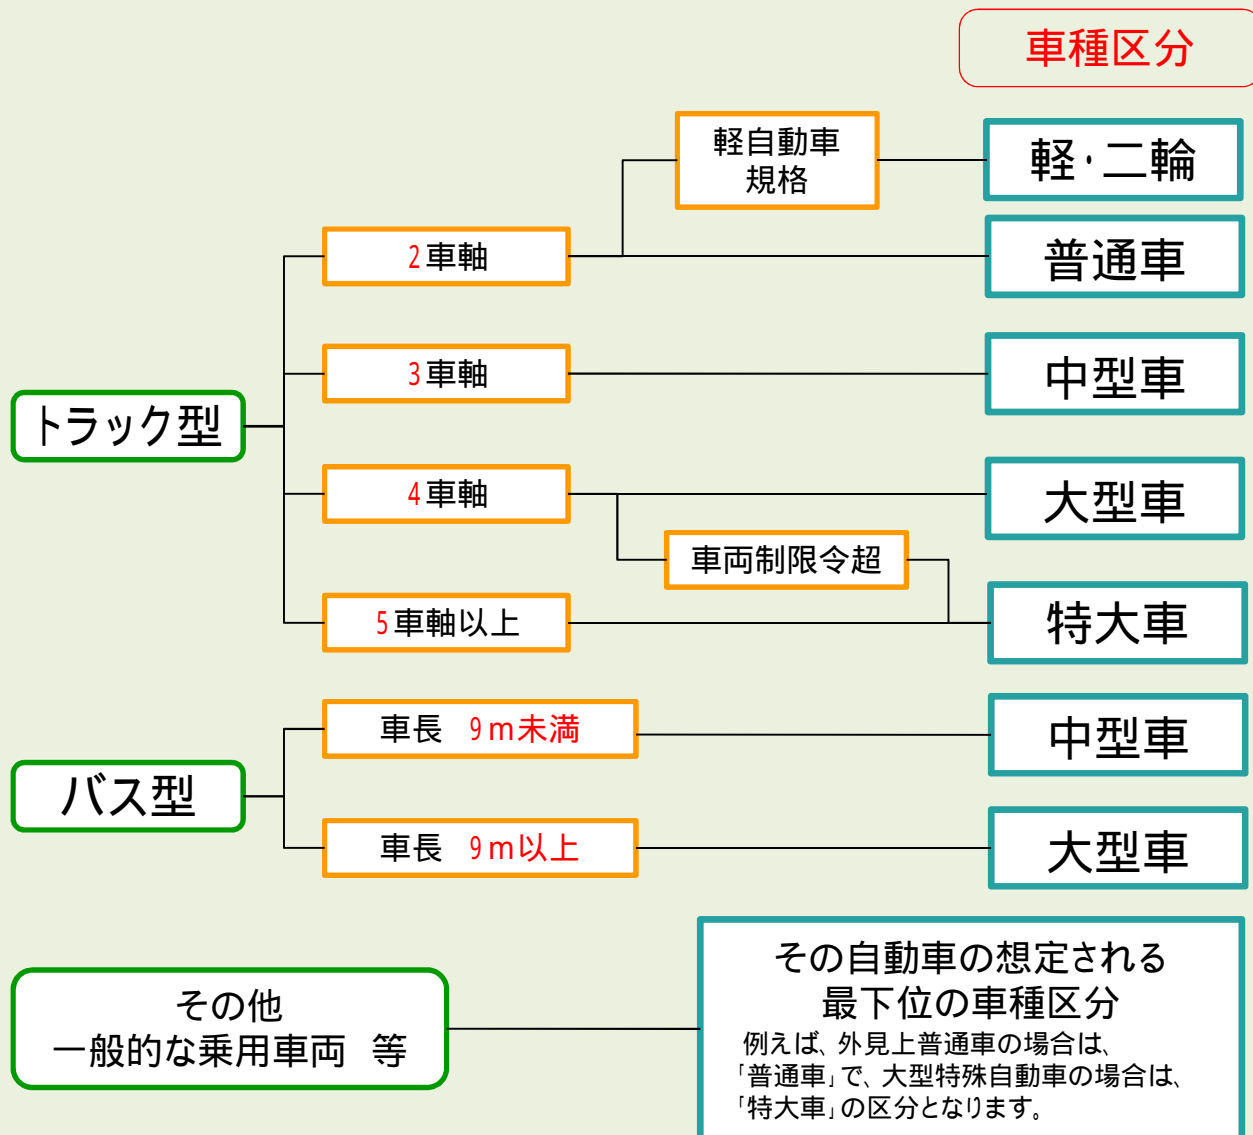 車種区分
軽自動車
規格
軽・二輪
2車軸
普通車
3車軸
中型車
トラック型
4車軸
大型車
車両制限令超
5車軸以上
特大車
車長 9m未満
中型車
バス型
車長 9m以上
大型車
その他
一般的な乗用車両 等
その自動車の想定される
最下位の車種区分
例えば、外見上普通車の場合は、
「普通車」で、大型特殊自動車の場合は、
「特大車」の区分となります。